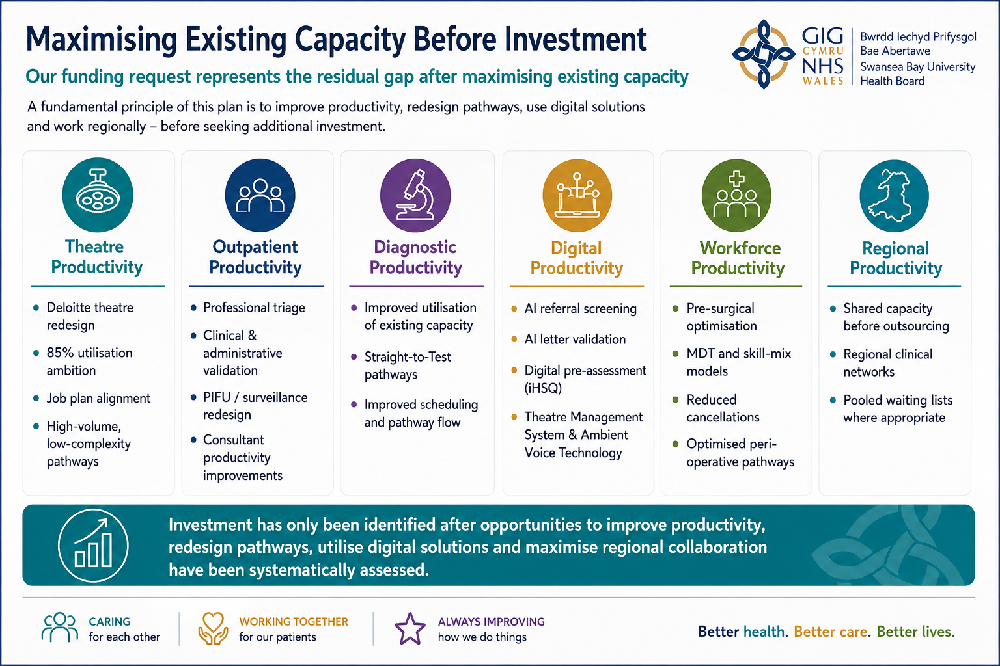 Maximising Existing Capacity Before Investment
Our funding request represents the residual gap after maximising existing capacity
A fundamental principle of this plan is to improve productivity, redesign pathways, use digital solutions
and work regionally – before seeking additional investment.
GIG
CYMRU
NHS
WALES
Bwrdd Iechyd Prifysgol
Bae Abertawe
Swansea Bay University
Health Board
Theatre
Productivity
• Deloitte theatre
redesign
• 85% utilisation
ambition
• Job plan alignment
• High-volume,
low-complexity
pathways
Outpatient
Productivity
• Professional triage
• Clinical &
administrative
validation
• PIFU / surveillance
redesign
• Consultant
productivity
improvements
Diagnostic
Productivity
• Improved utilisation
of existing capacity
• Straight-to-Test
pathways
• Improved scheduling
and pathway flow
Digital
Productivity
• AI referral screening
• AI letter validation
• Digital pre-assessment
(iHSQ)
• Theatre Management
System & Ambient
Voice Technology
Workforce
Productivity
• Pre-surgical
optimisation
• MDT and skill-mix
models
• Reduced
cancellations
• Optimised peri-
operative pathways
Regional
Productivity
• Shared capacity
before outsourcing
• Regional clinical
networks
• Pooled waiting lists
where appropriate
Investment has only been identified after opportunities to improve productivity,
redesign pathways, utilise digital solutions and maximise regional collaboration
have been systematically assessed.
CARING
for each other
WORKING TOGETHER
for our patients
ALWAYS IMPROVING
how we do things
Better health. Better care. Better lives.